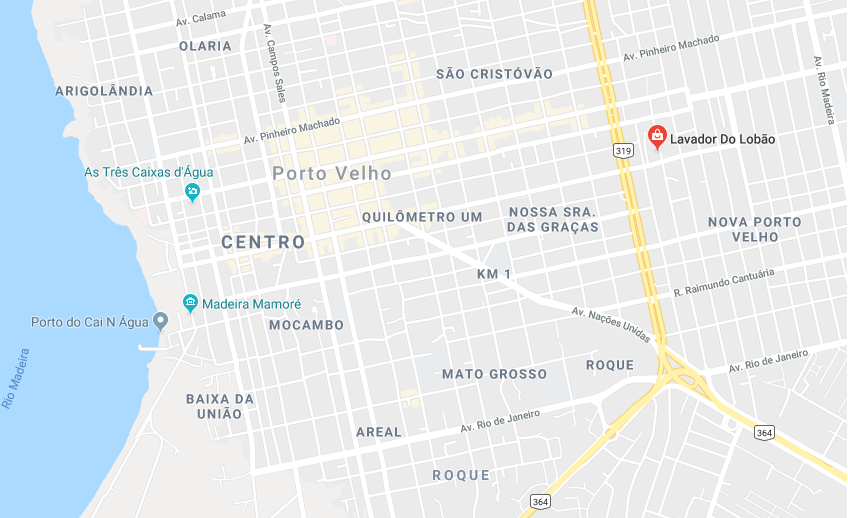 Av. Calama
OLARIA
Av. Campos Sales
SÃO CRISTÓVÃO
Av. Pinheiro Machado
Av. Rio Madeira
ARIGOLÂNDIA
Av. Pinheiro Machado
319
Lavador Do Lobão
As Três Caixas d'Água
Porto Velho
QUILÔMETRO UM
NOSSA SRA.
DAS GRAÇAS
NOVA PORTO
VELHO
CENTRO
KM 1
R. Raimundo Cantuária
Madeira Mamoré
Porto do Cai N Água
MOCAMBO
Av. Nações Unidas
Rio Madeira
MATO GROSSO
ROQUE
Av. Rio de Janeiro
BAIXA DA
UNIÃO
AREAL
Av. Rio de Janeiro
364
ROQUE
364